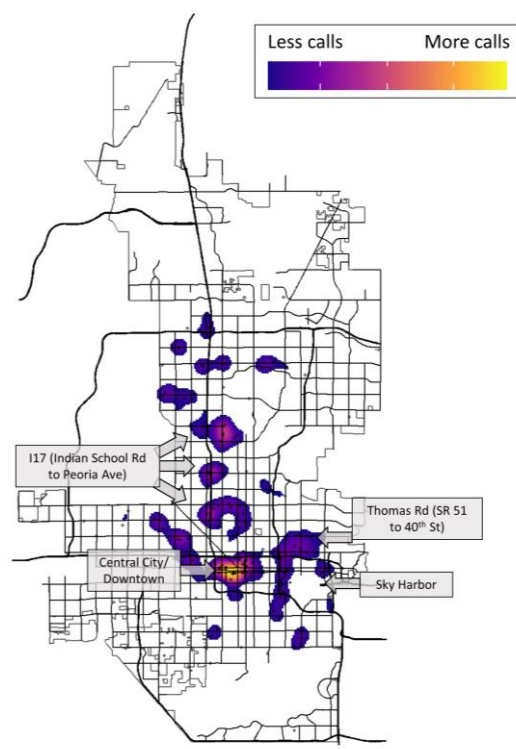 Less calls
More calls
I17 (Indian School Rd
to Peoria Ave)
Thomas Rd (SR 51
to 40th St)
Central City/
Downtown
Sky Harbor